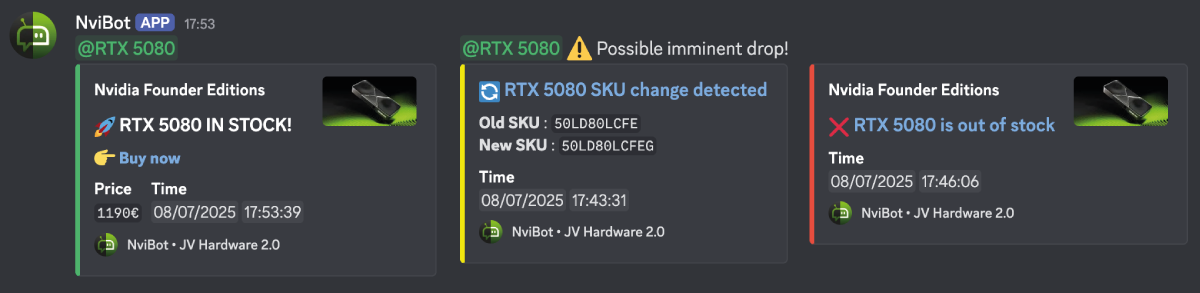 NviBot APP 17:53
@RTX 5080
Nvidia Founder Editions
RTX 5080 IN STOCK!
Buy now
Price Time
1190€ 08/07/2025 17:53:39
NviBot • JV Hardware 2.0
@RTX 5080 Possible imminent drop!
RTX 5080 SKU change detected
Old SKU : 50LD80LCFE
New SKU : 50LD80LCFEG
Time
08/07/2025 17:43:31
NviBot • JV Hardware 2.0
Nvidia Founder Editions
RTX 5080 is out of stock
Time
08/07/2025 17:46:06
NviBot • JV Hardware 2.0